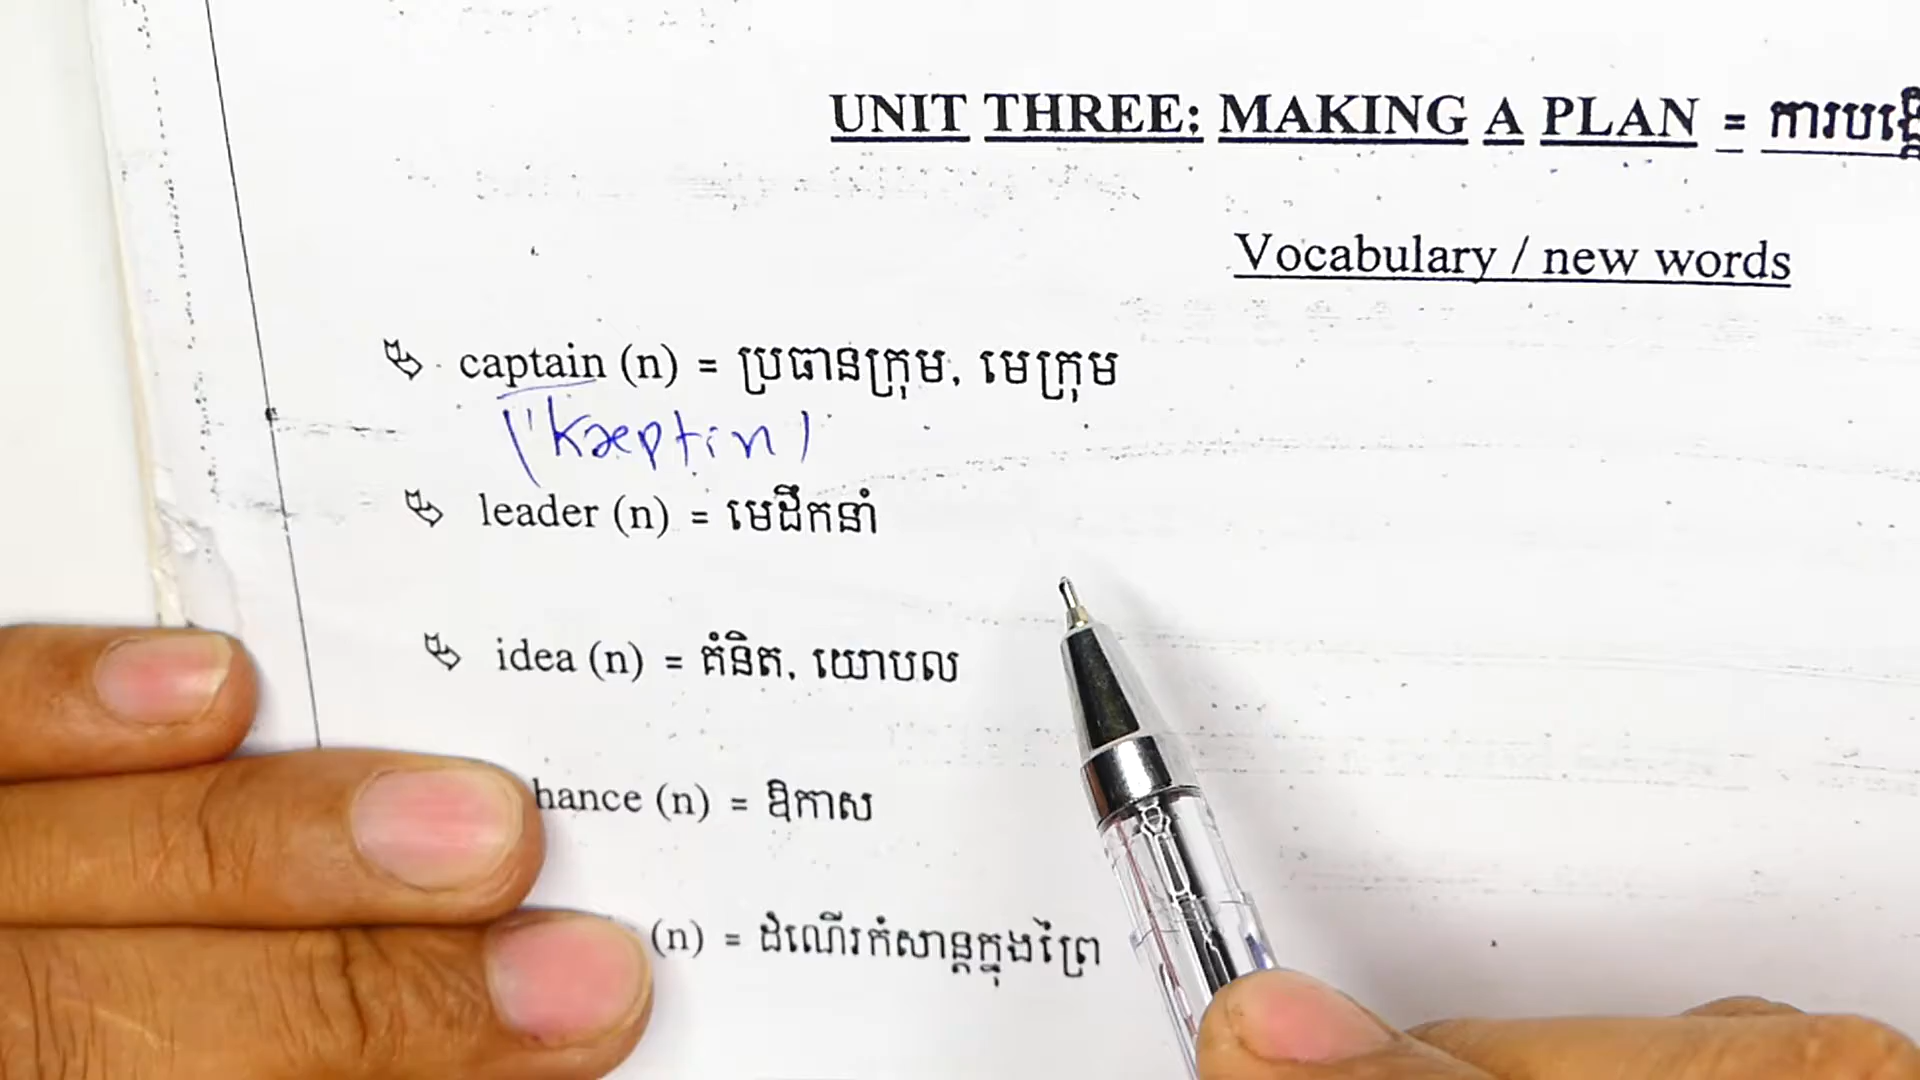 UNIT THREE: MAKING A PLAN =
Vocabulary / new words
captain (n) = ប្រធានក្រុម, មេក្រុម
('kæptin)
leader (n) = មេដឹកនាំ
idea (n) = គំនិត, យោបល
hance (n) = ឱកាស
(n) = ដំណើរកំសាន្តក្នុងព្រៃ